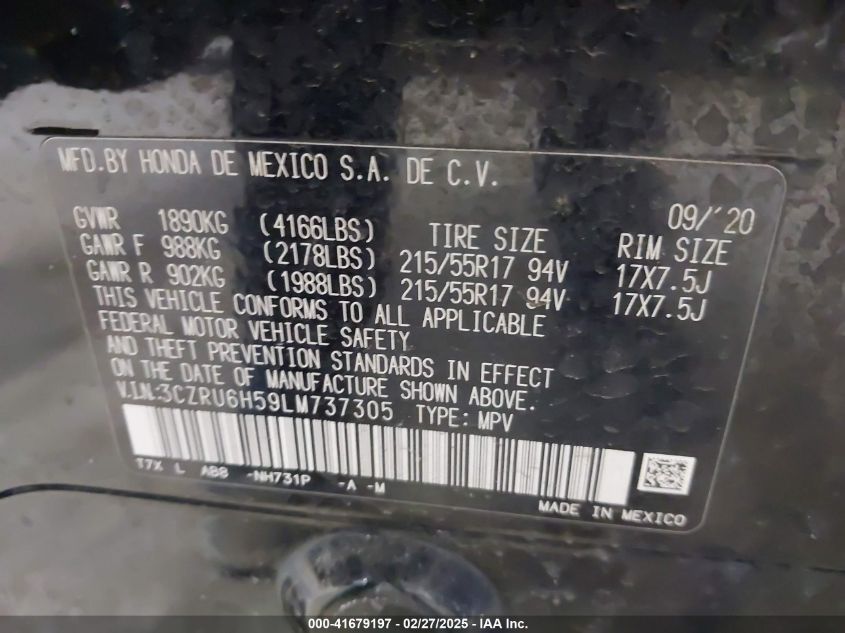 MFD.BY HONDA DE MEXICO S.A. DE C.V.
09/'20
GVWR 1890KG (4166LBS) TIRE SIZE RIM SIZE
GAWR F 988KG (2178LBS) 215/55R17 94V 17X7.5J
GAWR R 902KG (1988LBS) 215/55R17 94V 17X7.5J
THIS VEHICLE CONFORMS TO ALL APPLICABLE
FEDERAL MOTOR VEHICLE SAFETY
AND THEFT PREVENTION STANDARDS IN EFFECT
ON THE DATE OF MANUFACTURE SHOWN ABOVE.
V.I.N:3CZRU6H59LM737305 TYPE: MPV
T7X L AB8 -NH731P -A -M
MADE IN MEXICO
000-41679197 - 02/27/2025 - IAA Inc.